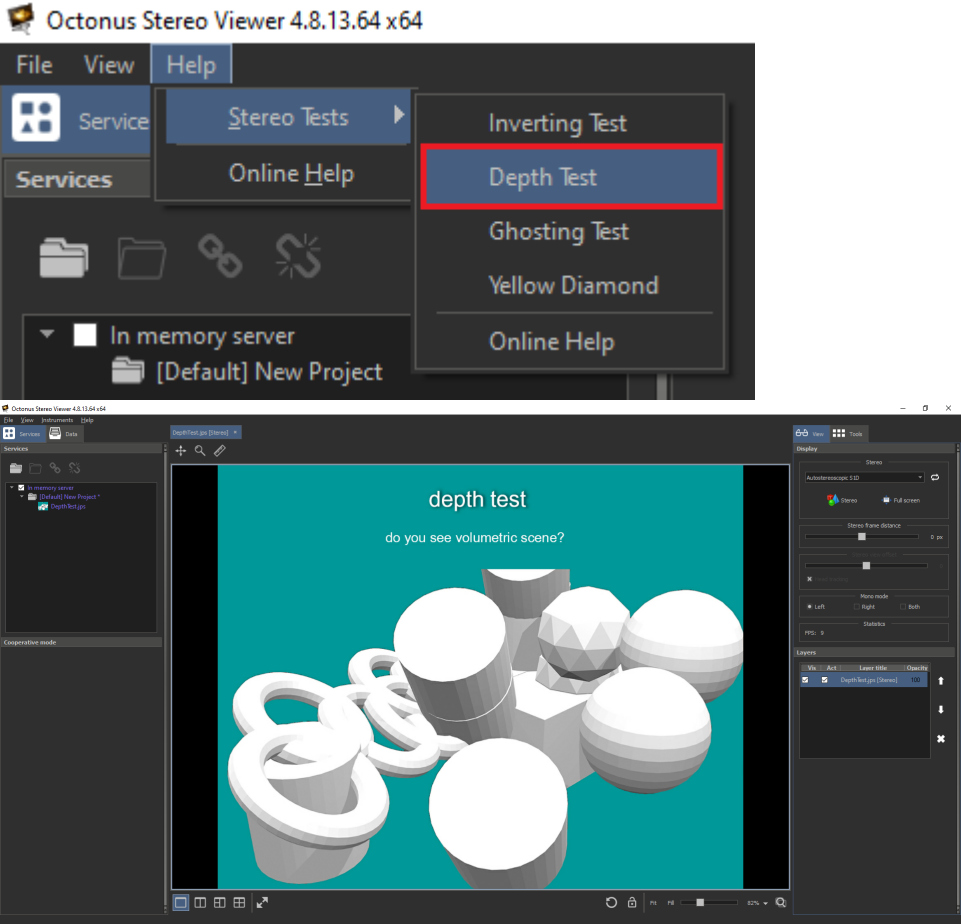 Octonus Stereo Viewer 4.8.13.64 x64
File View Help
Service
Stereo Tests
Online Help
Inverting Test
Depth Test
Ghosting Test
Yellow Diamond
Online Help
Services
In memory server
[Default] New Project
Octonus Stereo Viewer 4.8.13.64 x64
File View Instruments Help
Services Data
DepthTest.jps [Stereo] ×
View Tools
Services
Display
In memory server
[Default] New Project *
DepthTest.jps
Cooperative mode
depth test
do you see volumetric scene?
Stereo
Autostereoscopic S1D
Stereo Full screen
Stereo frame distance
0 px
Mono mode
Left Right Both
Statistics
FPS: 0
Layers
Vis Act Layer title Opacity
DepthTest.jps [Stereo] 100
Fit Fill 82%